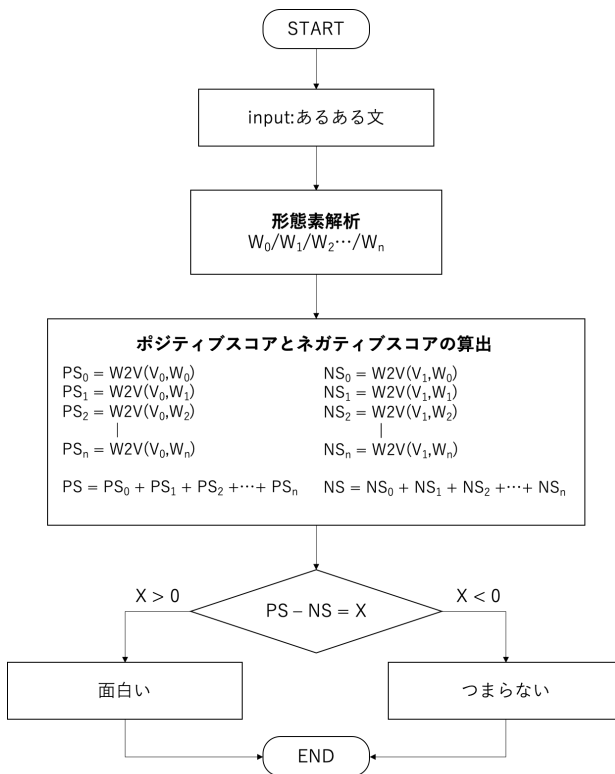 START
input:あるある文
形態素解析
W₀/W₁/W₂⋯/Wₙ
ポジティブスコアとネガティブスコアの算出
PS₀ = W2V(V₀,W₀)
PS₁ = W2V(V₀,W₁)
PS₂ = W2V(V₀,W₂)
|
PSₙ = W2V(V₀,Wₙ)
PS = PS₀ + PS₁ + PS₂ +⋯+ PSₙ
NS₀ = W2V(V₁,W₀)
NS₁ = W2V(V₁,W₁)
NS₂ = W2V(V₁,W₂)
|
NSₙ = W2V(V₁,Wₙ)
NS = NS₀ + NS₁ + NS₂ +⋯+ NSₙ
X > 0
PS – NS = X
X < 0
面白い
つまらない
END